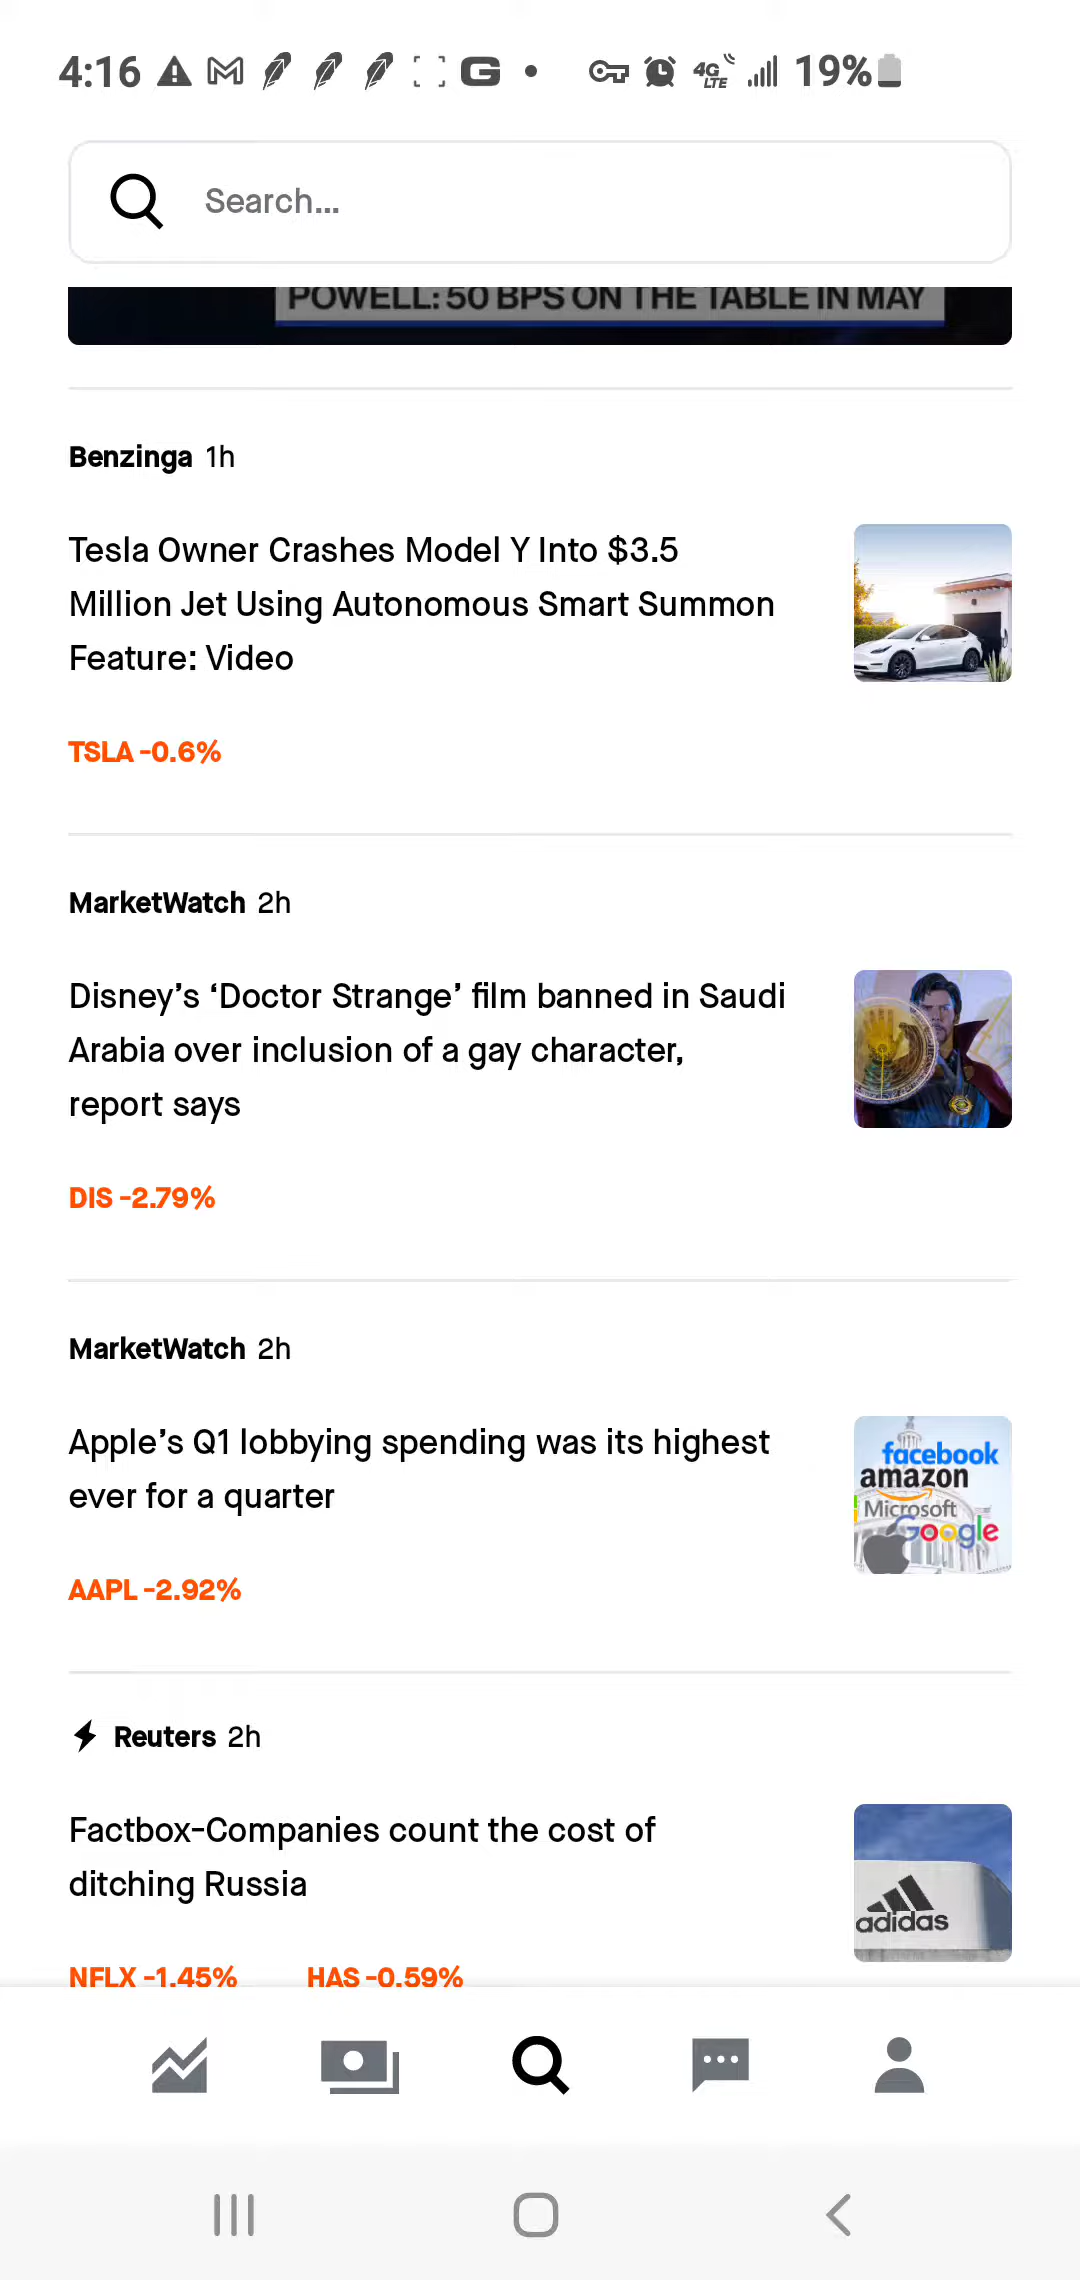 4:16 4G LTE 19%
Search...
POWELL: 50 BPS ON THE TABLE IN MAY
Benzinga 1h
Tesla Owner Crashes Model Y Into $3.5
Million Jet Using Autonomous Smart Summon
Feature: Video
TSLA -0.6%
MarketWatch 2h
Disney’s ‘Doctor Strange’ film banned in Saudi
Arabia over inclusion of a gay character,
report says
DIS -2.79%
MarketWatch 2h
Apple’s Q1 lobbying spending was its highest
ever for a quarter
facebook
amazon
Microsoft
Google
AAPL -2.92%
Reuters 2h
Factbox-Companies count the cost of
ditching Russia
adidas
NFLX -1.45% HAS -0.59%